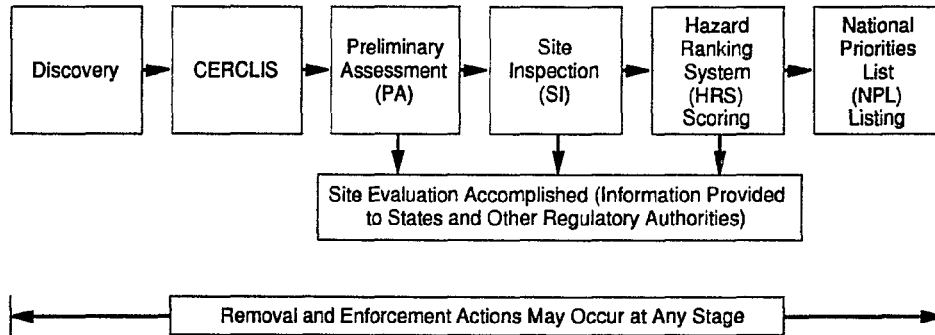 Discovery
CERCLIS
Preliminary
Assessment
(PA)
Site
Inspection
(SI)
Hazard
Ranking
System
(HRS)
Scoring
National
Priorities
List
(NPL)
Listing
Site Evaluation Accomplished (Information Provided
to States and Other Regulatory Authorities)
Removal and Enforcement Actions May Occur at Any Stage